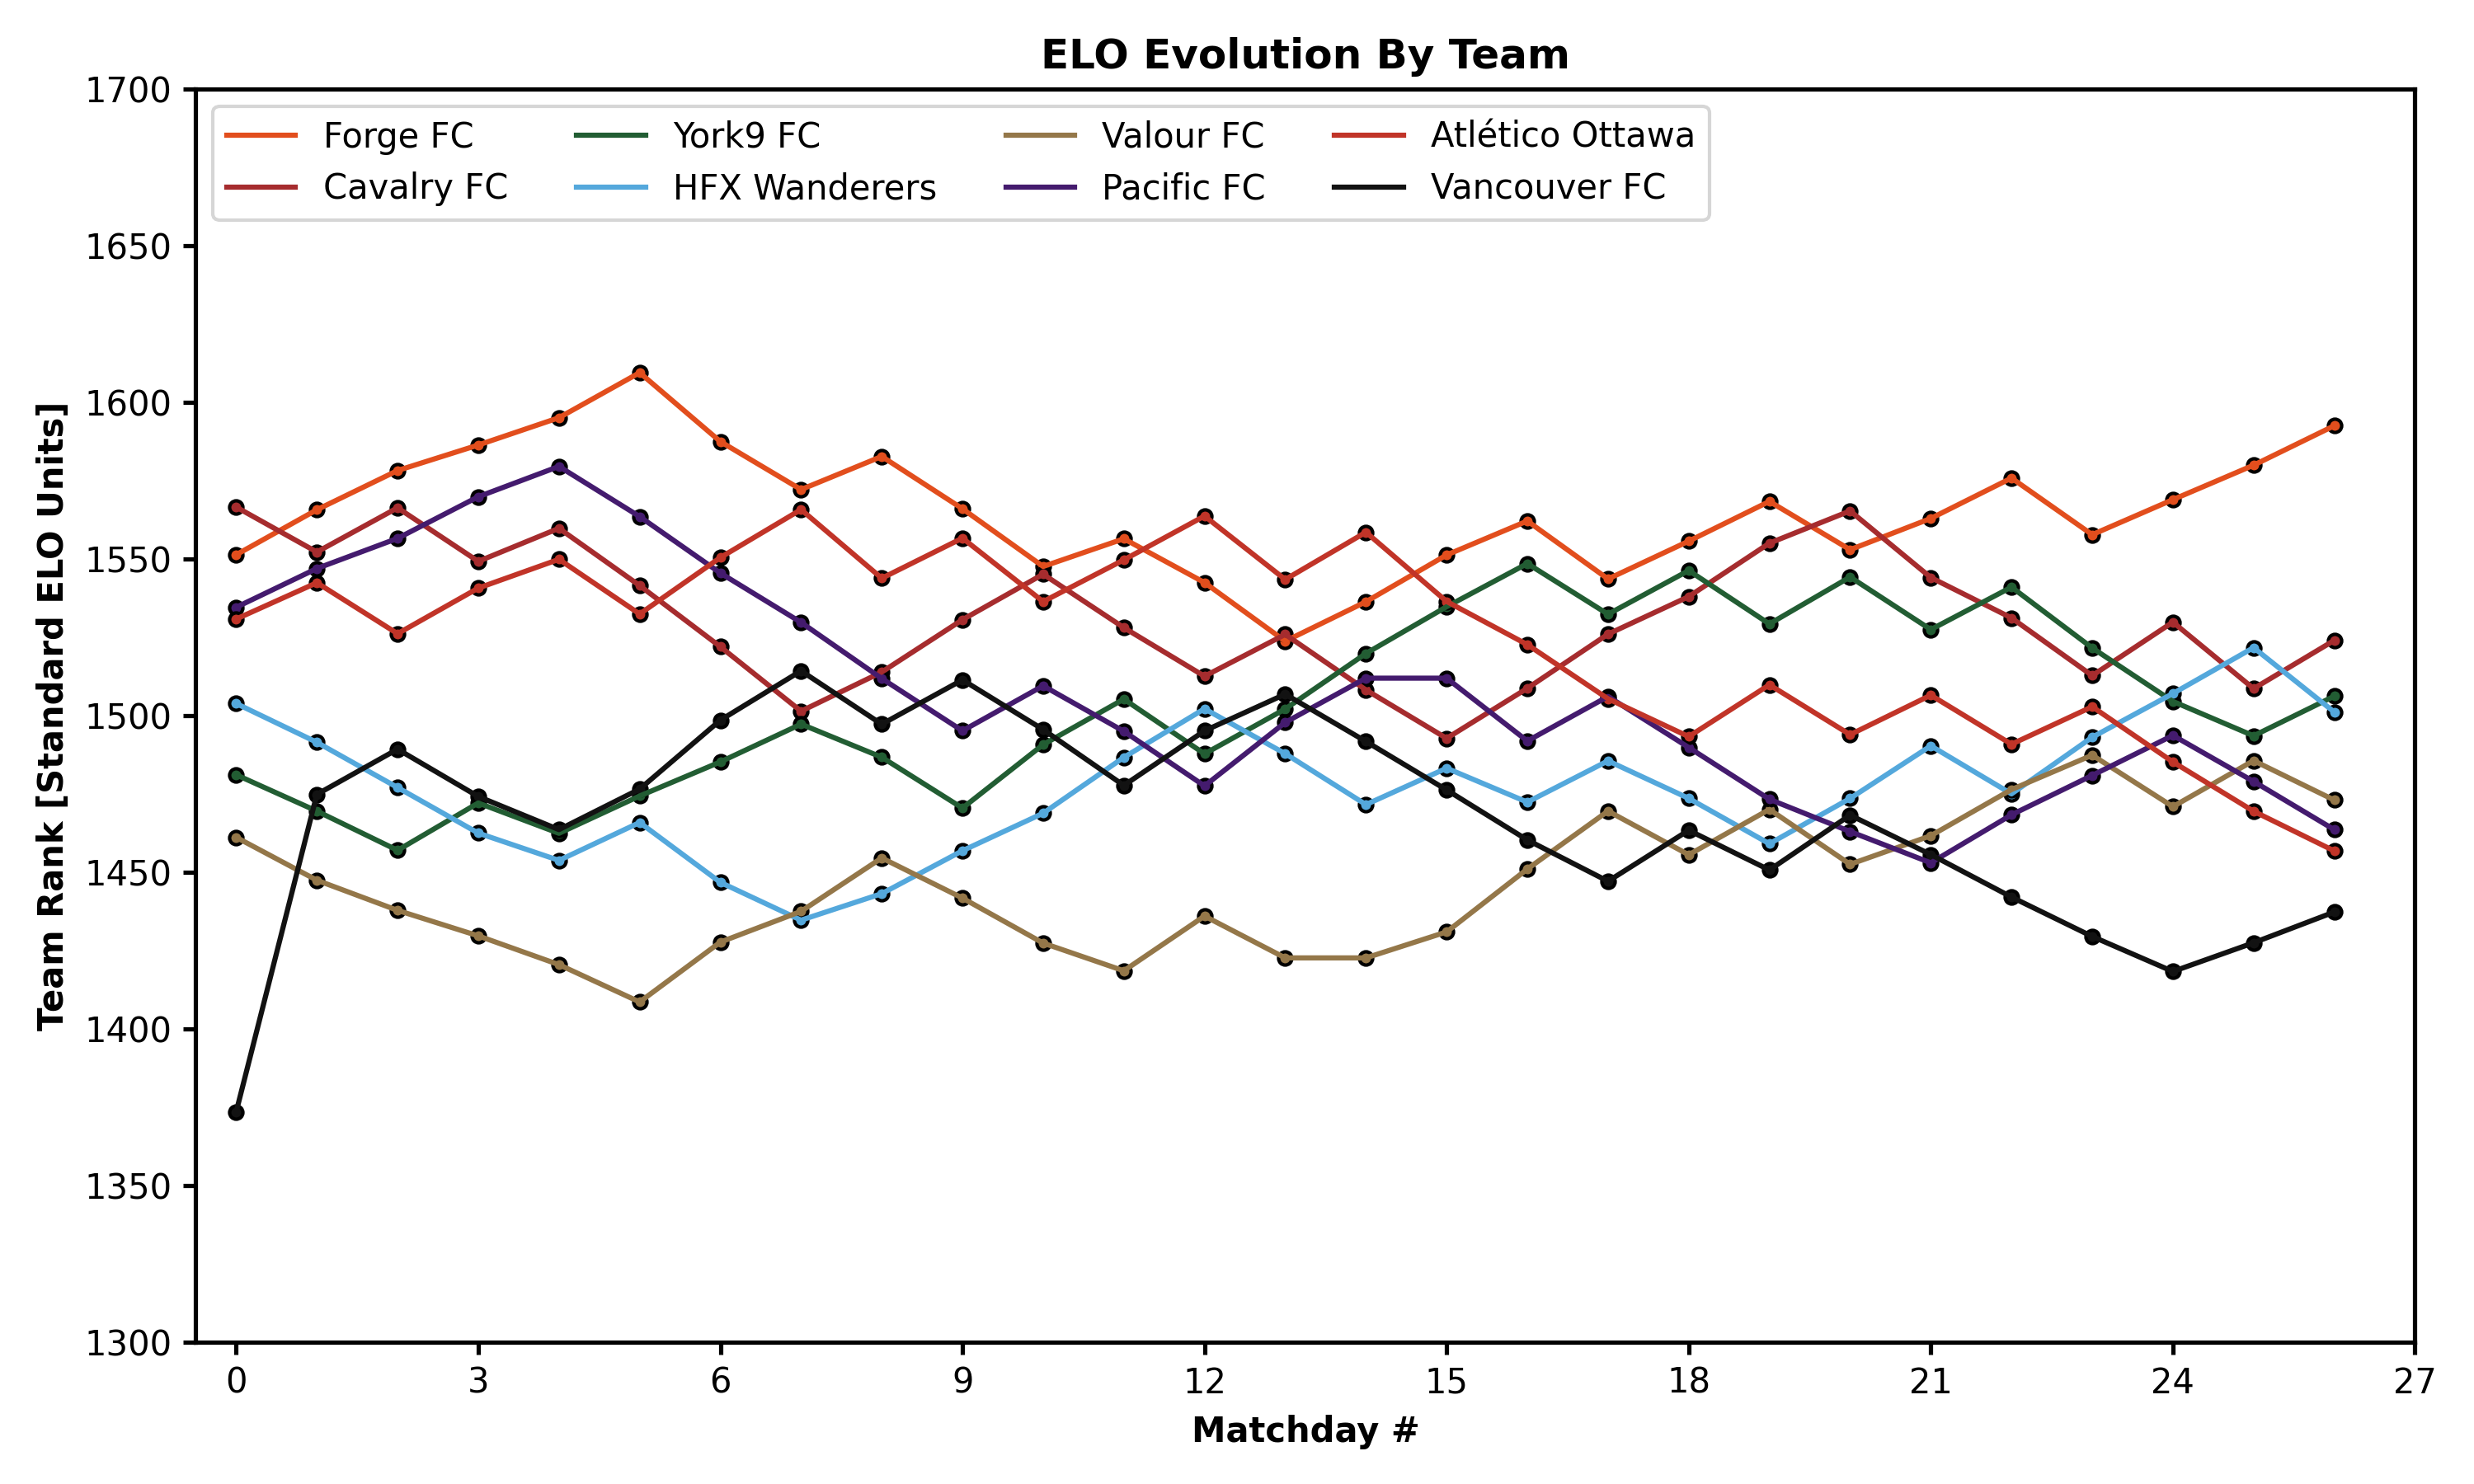 ELO Evolution By Team
Forge FC
Cavalry FC
York9 FC
HFX Wanderers
Valour FC
Pacific FC
Atlético Ottawa
Vancouver FC
Team Rank [Standard ELO Units]
1700
1650
1600
1550
1500
1450
1400
1350
1300
0 3 6 9 12 15 18 21 24 27
Matchday #